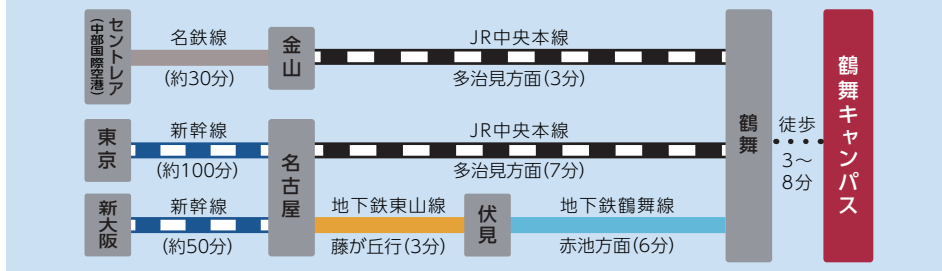 セントレア
(中部国際空港)
名鉄線
(約30分)
金山
JR中央本線
多治見方面(3分)
東京
新幹線
(約100分)
名古屋
JR中央本線
多治見方面(7分)
新大阪
新幹線
(約50分)
地下鉄東山線
藤が丘行(3分)
伏見
地下鉄鶴舞線
赤池方面(6分)
鶴舞
徒歩
3〜
8分
鶴舞キャンパス